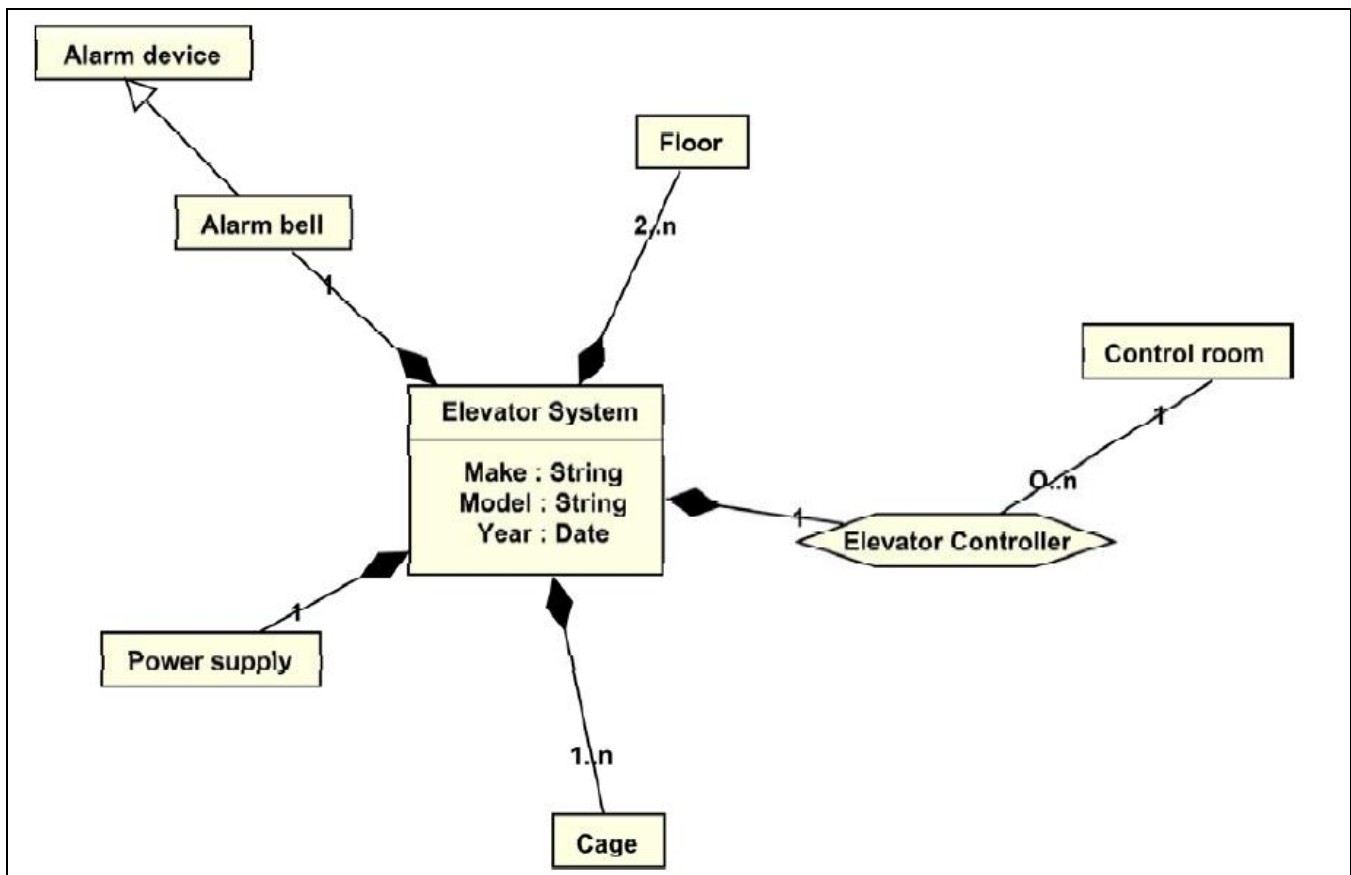 Alarm device
Floor
Alarm bell
2..n
1
Control room
Elevator System
1
Make : String
O..n
Model : String
1
Year : Date
Elevator Controller
1
Power supply
1..n
Cage